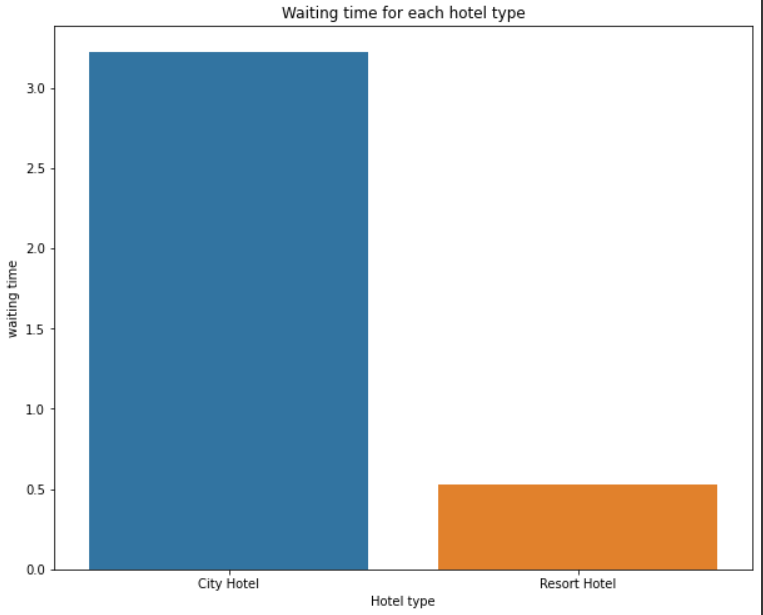 Waiting time for each hotel type
waiting time
3.0
2.5
2.0
1.5
1.0
0.5
0.0
City Hotel
Resort Hotel
Hotel type